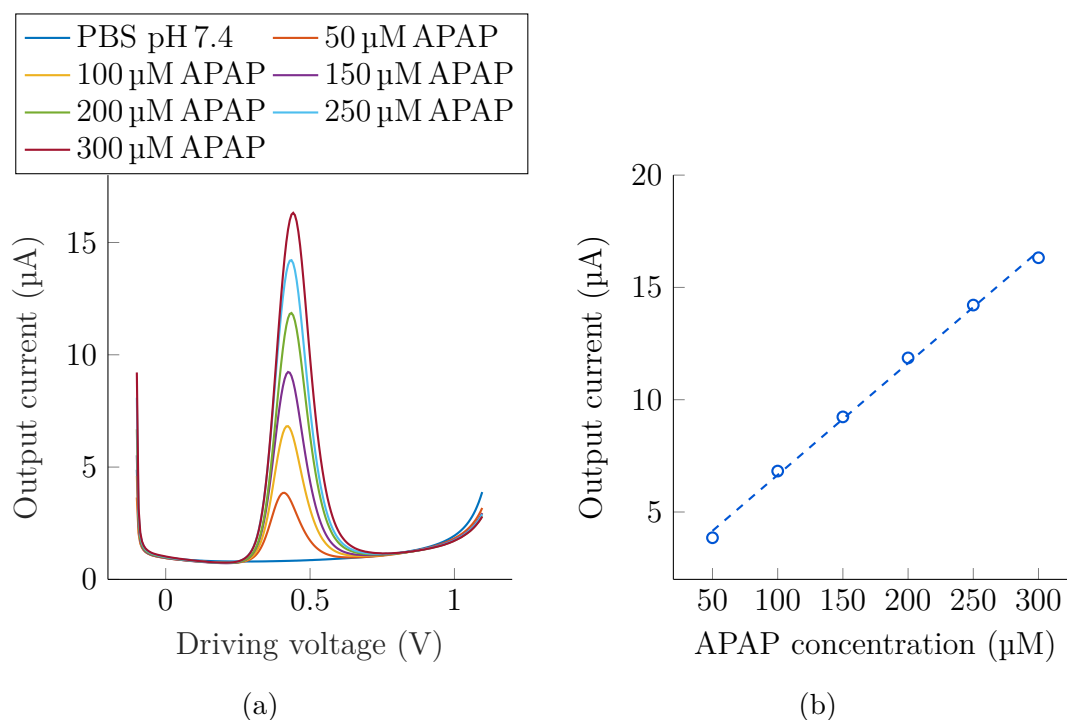 PBS pH 7.4 50 µM APAP
100 µM APAP 150 µM APAP
200 µM APAP 250 µM APAP
300 µM APAP
15
10
5
0
Output current (µA)
0 0.5 1
Driving voltage (V)
(a)
20
15
10
5
Output current (µA)
50 100 150 200 250 300
APAP concentration (µM)
(b)